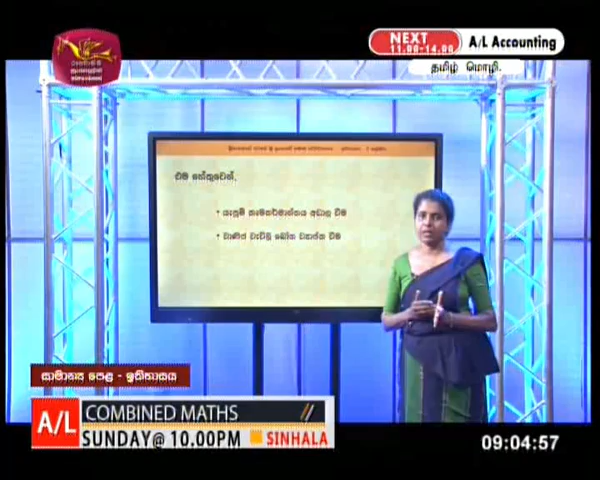 NEXT
11.00-14.00
A/L Accounting
தமிழ் மொழி.
එම හේතුවෙන්,
• යැපුම් කෘෂිකර්මාන්තය අඩාල වීම
• වාණිජ වැවිලි බෝග ව්‍යාප්ත වීම
සාමාන්‍ය පෙළ - ඉතිහාසය
A/L
COMBINED MATHS
SUNDAY@ 10.00PM
SINHALA
09:04:57